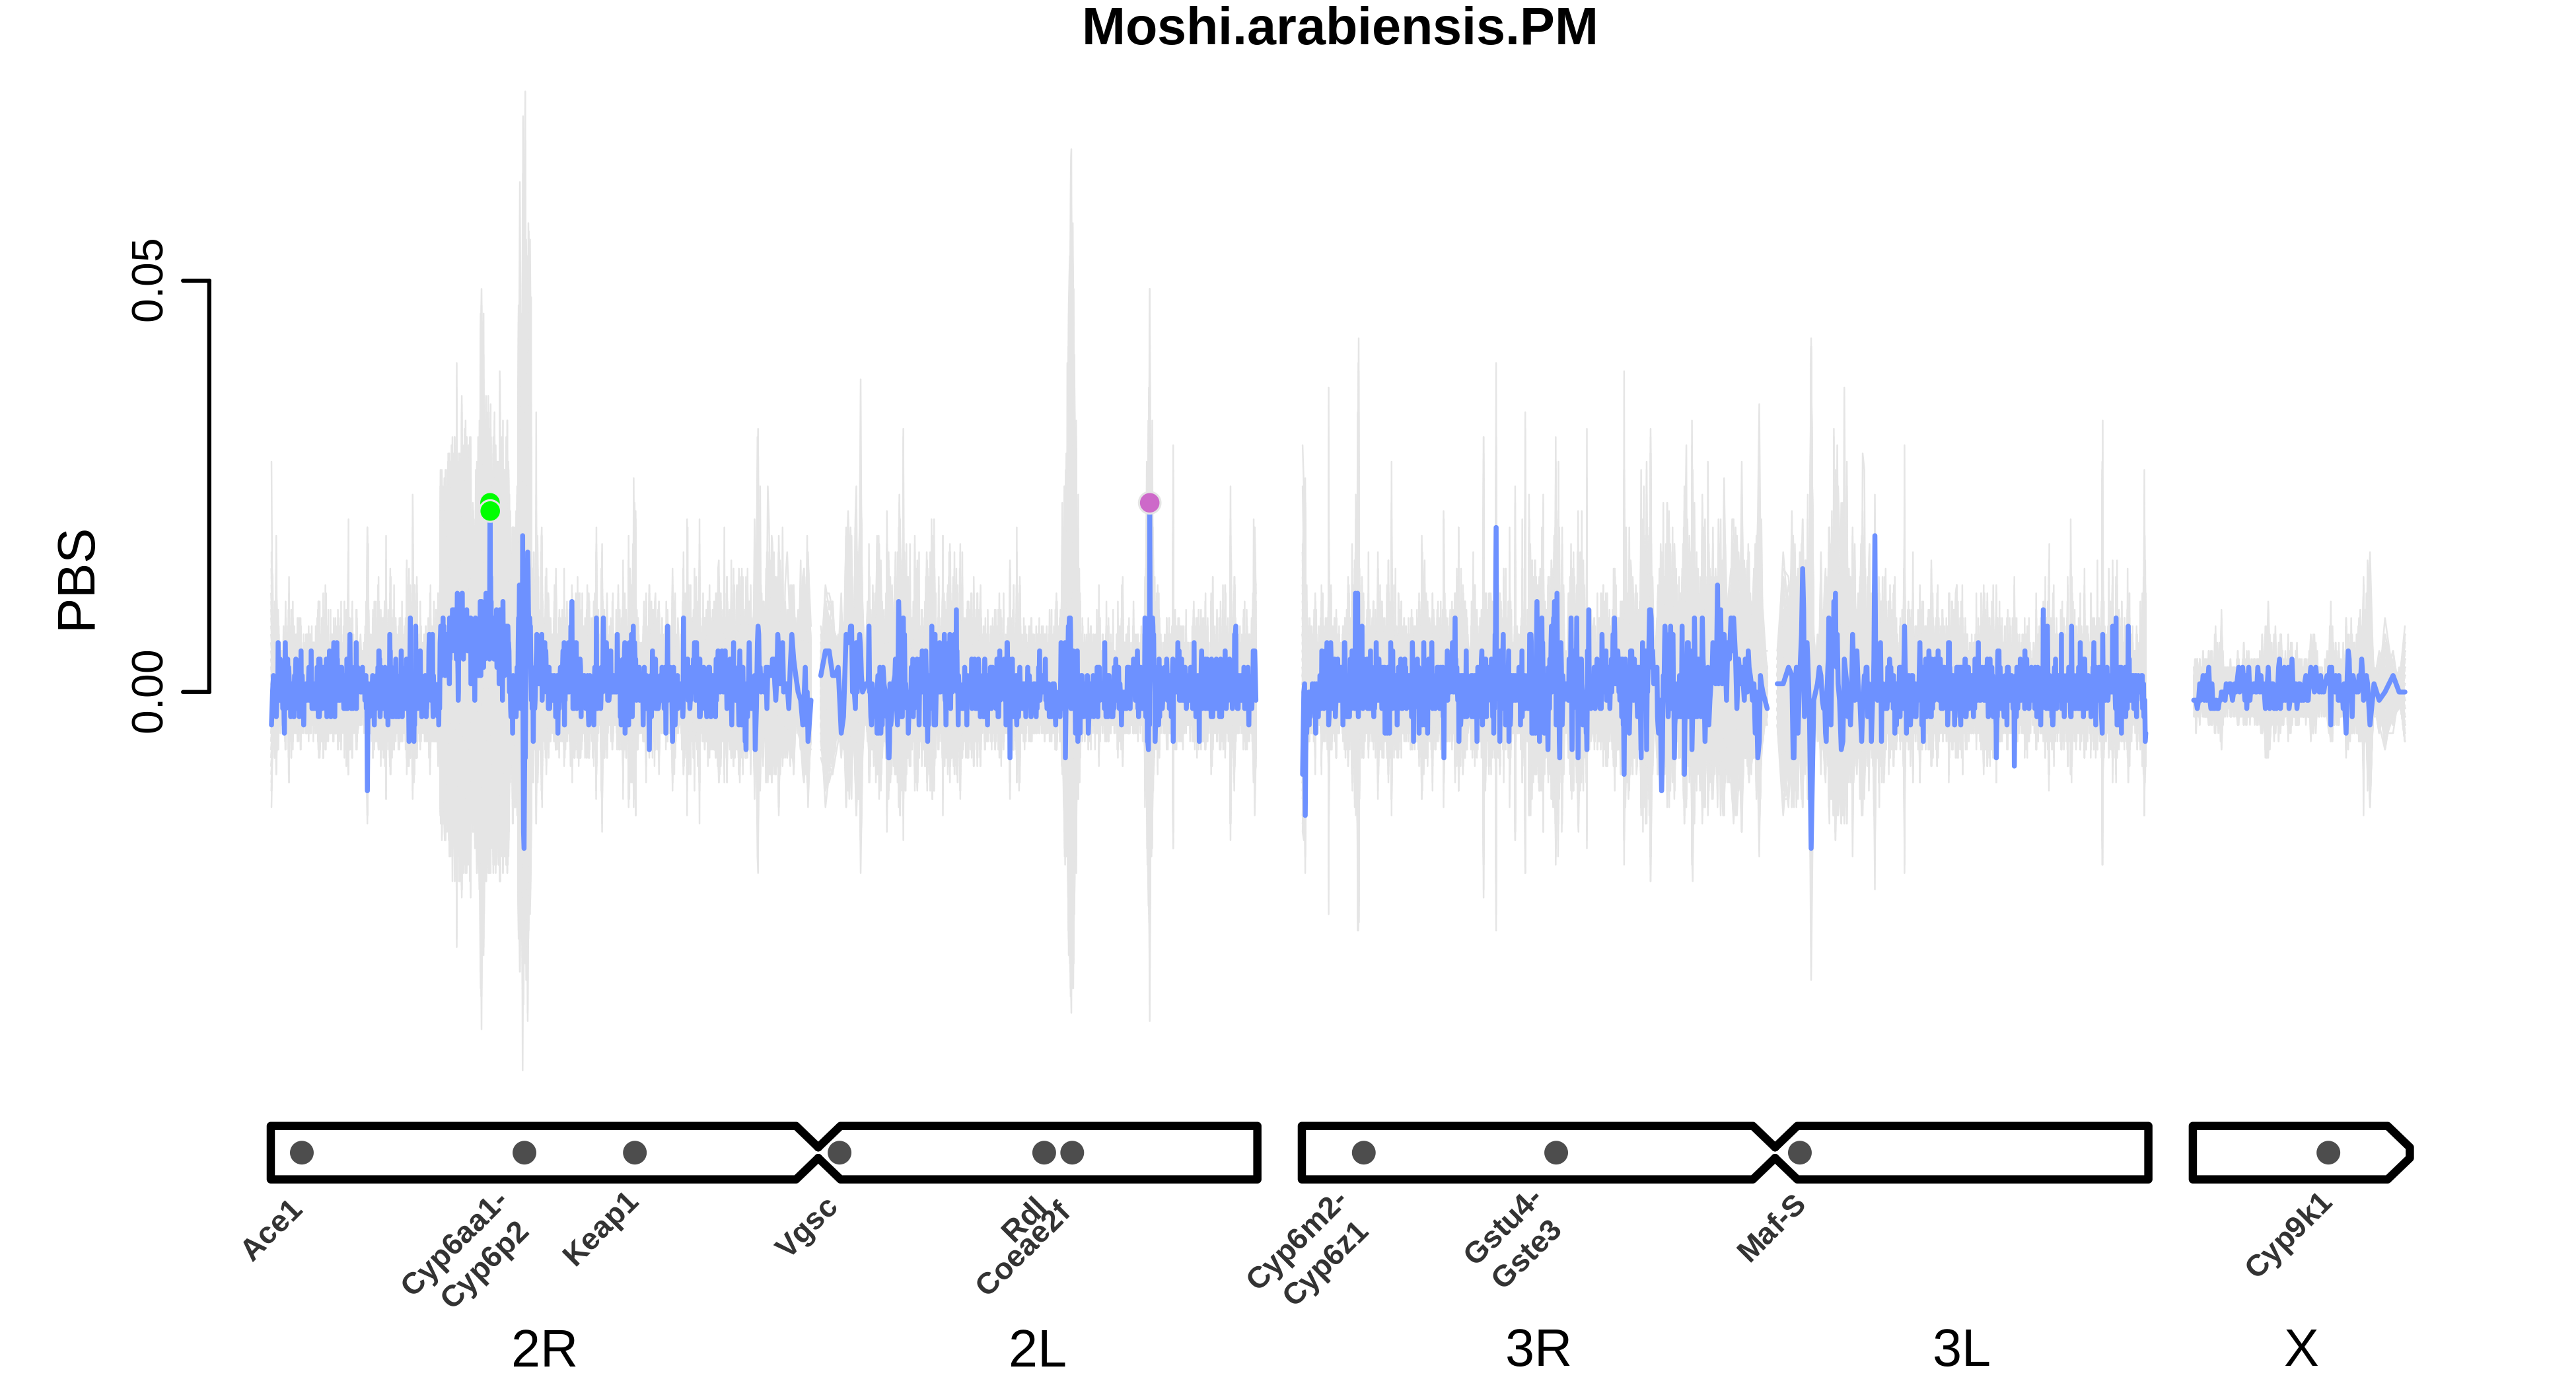 Moshi.arabiensis.PM
0.05
0.00
PBS
Ace1
Cyp6aa1-
Cyp6p2
Keap1
Vgsc
Rdl
Coeae2f
Cyp6m2-
Cyp6z1
Gstu4-
Gste3
Maf-S
Cyp9k1
2R
2L
3R
3L
X